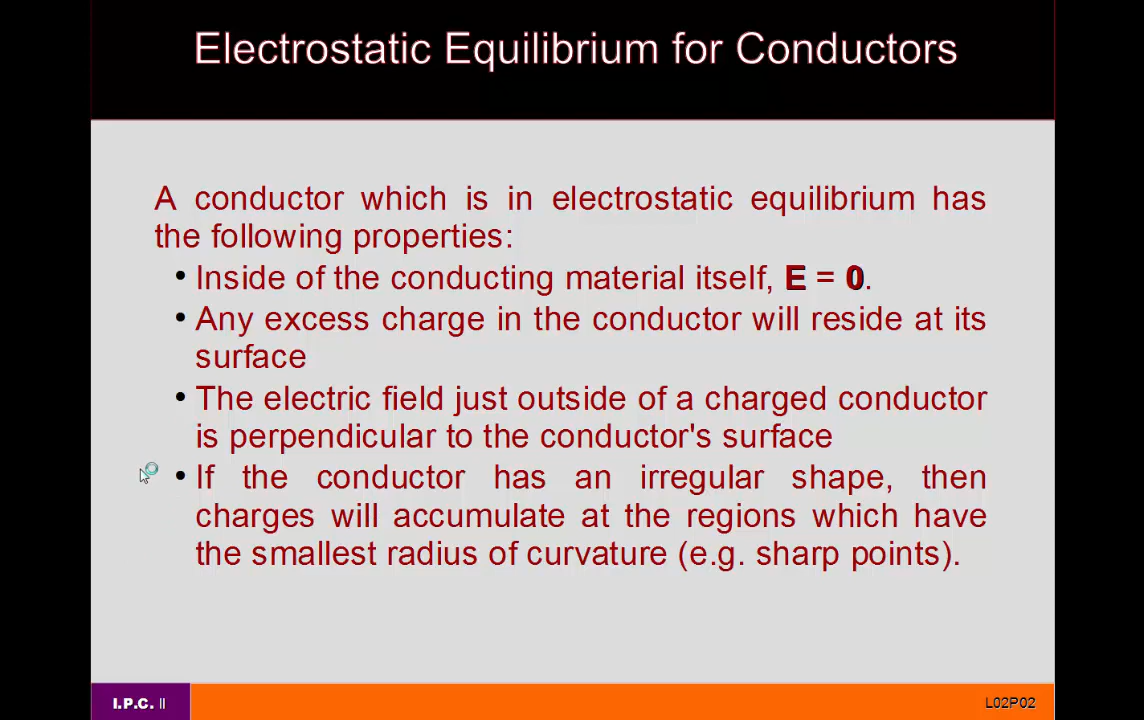 Electrostatic Equilibrium for Conductors
A conductor which is in electrostatic equilibrium has
the following properties:
• Inside of the conducting material itself, E = 0.
• Any excess charge in the conductor will reside at its
surface
• The electric field just outside of a charged conductor
is perpendicular to the conductor's surface
• If the conductor has an irregular shape, then
charges will accumulate at the regions which have
the smallest radius of curvature (e.g. sharp points).
I.P.C. II
L02P02